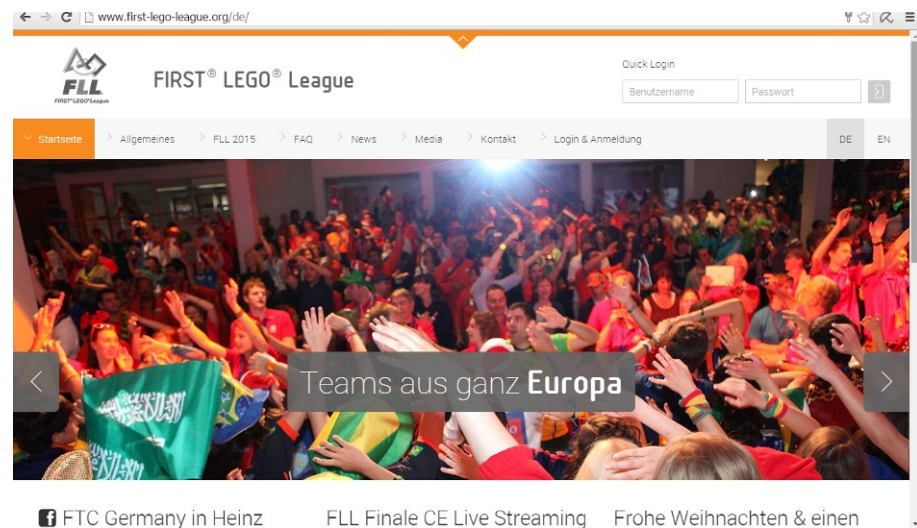 www.first-lego-league.org/de/
FLL
FIRST®LEGO®League
FIRST® LEGO® League
Quick Login
Benutzername
Passwort
Startseite
Allgemeines
FLL 2015
FAQ
News
Media
Kontakt
Login & Anmeldung
DE
EN
Teams aus ganz Europa
FTC Germany in Heinz
FLL Finale CE Live Streaming
Frohe Weihnachten & einen